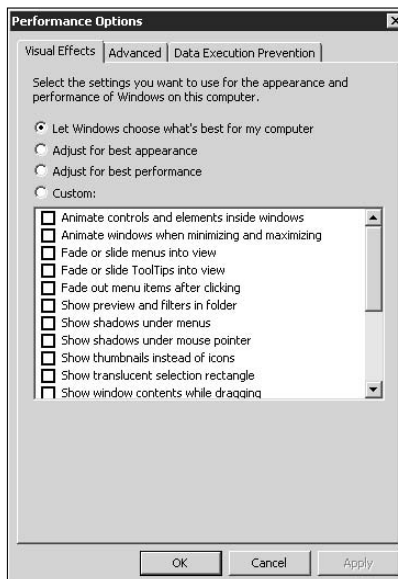 Performance Options
Visual Effects Advanced Data Execution Prevention
Select the settings you want to use for the appearance and
performance of Windows on this computer.
Let Windows choose what's best for my computer
Adjust for best appearance
Adjust for best performance
Custom:
Animate controls and elements inside windows
Animate windows when minimizing and maximizing
Fade or slide menus into view
Fade or slide ToolTips into view
Fade out menu items after clicking
Show preview and filters in folder
Show shadows under menus
Show shadows under mouse pointer
Show thumbnails instead of icons
Show translucent selection rectangle
Show window contents while dragging
OK Cancel Apply